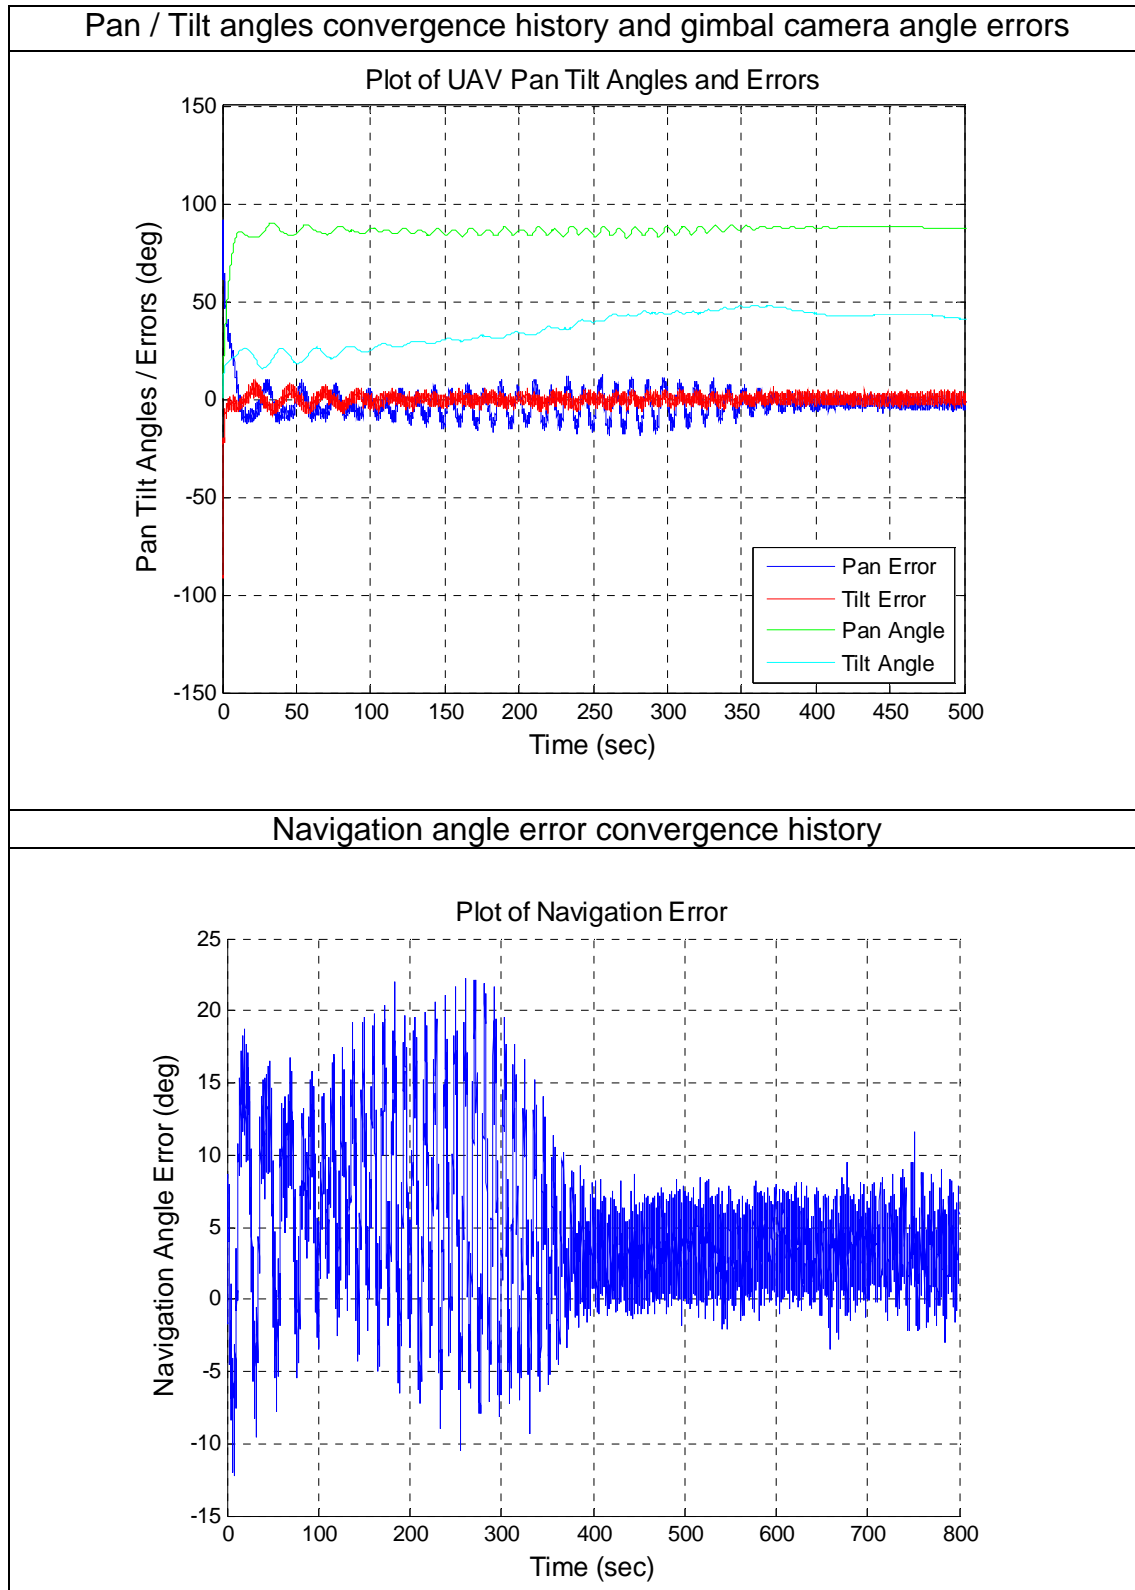 Pan / Tilt angles convergence history and gimbal camera angle errors
Plot of UAV Pan Tilt Angles and Errors
Pan Tilt Angles / Errors (deg)
150
100
50
0
-50
-100
-150
Pan Error
Tilt Error
Pan Angle
Tilt Angle
0 50 100 150 200 250 300 350 400 450 500
Time (sec)
Navigation angle error convergence history
Plot of Navigation Error
Navigation Angle Error (deg)
25
20
15
10
5
0
-5
-10
-15
0 100 200 300 400 500 600 700 800
Time (sec)